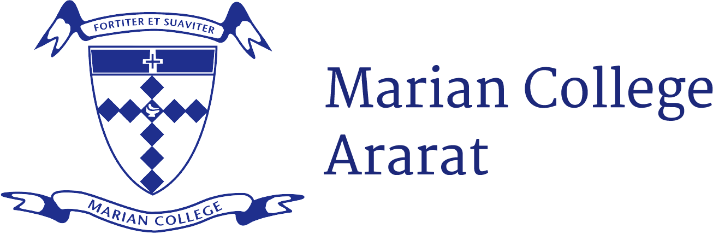 FORTITER ET SUAVITER
MARIAN COLLEGE
Marian College
Ararat